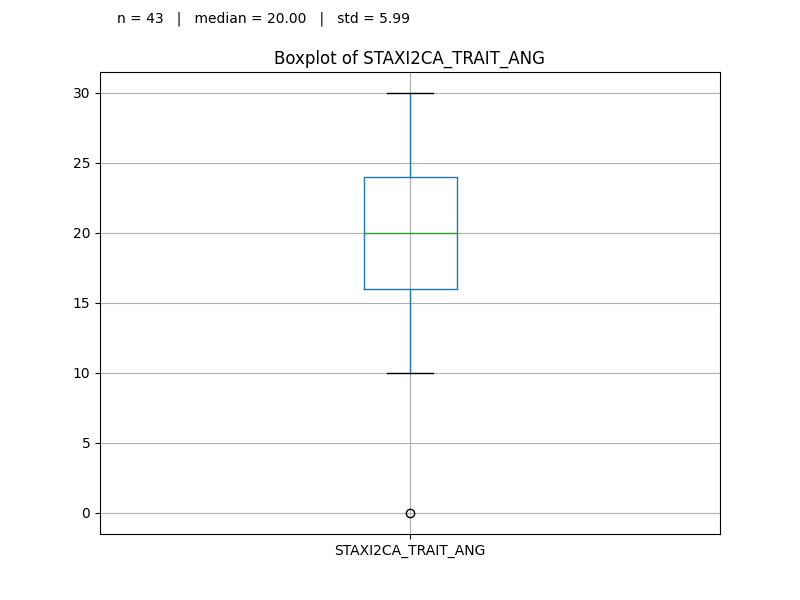 n = 43 | median = 20.00 | std = 5.99
Boxplot of STAXI2CA_TRAIT_ANG
30
25
20
15
10
5
0
STAXI2CA_TRAIT_ANG